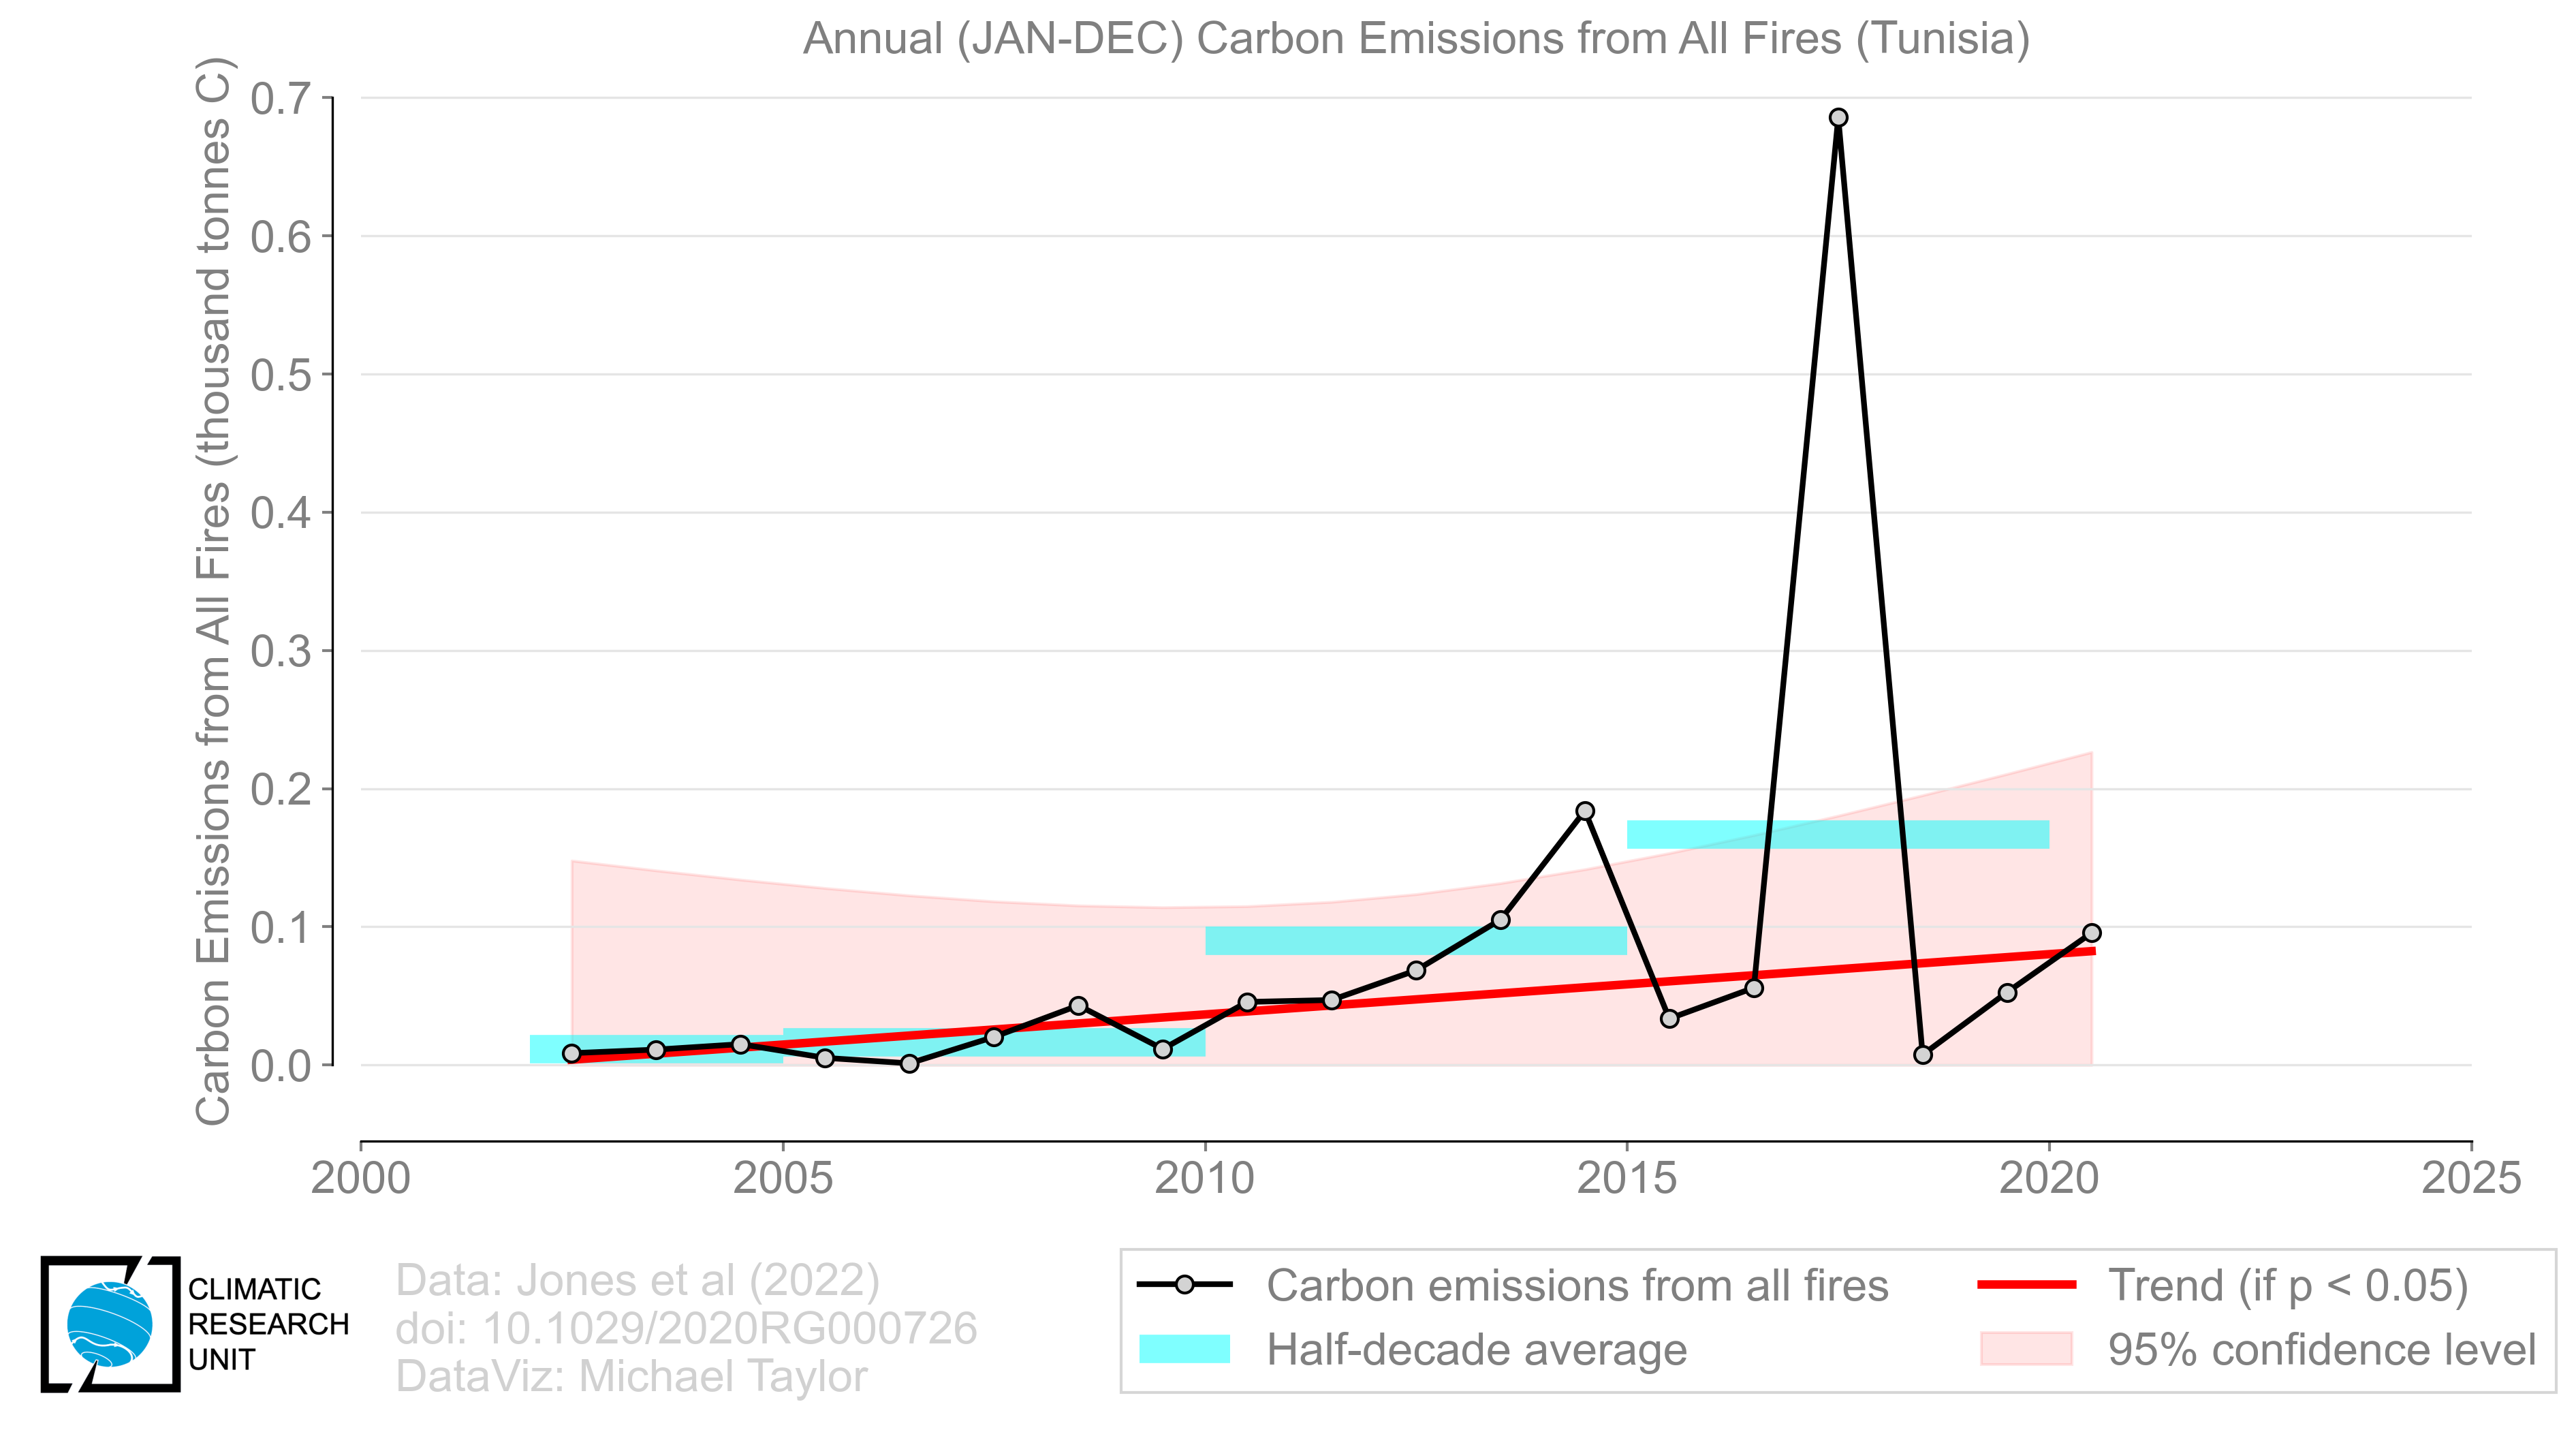 Annual (JAN-DEC) Carbon Emissions from All Fires (Tunisia)
Carbon Emissions from All Fires (thousand tonnes C)
0.7
0.6
0.5
0.4
0.3
0.2
0.1
0.0
2000
2005
2010
2015
2020
2025
CLIMATIC
RESEARCH
UNIT
Data: Jones et al (2022)
doi: 10.1029/2020RG000726
DataViz: Michael Taylor
Carbon emissions from all fires
Half-decade average
Trend (if p < 0.05)
95% confidence level